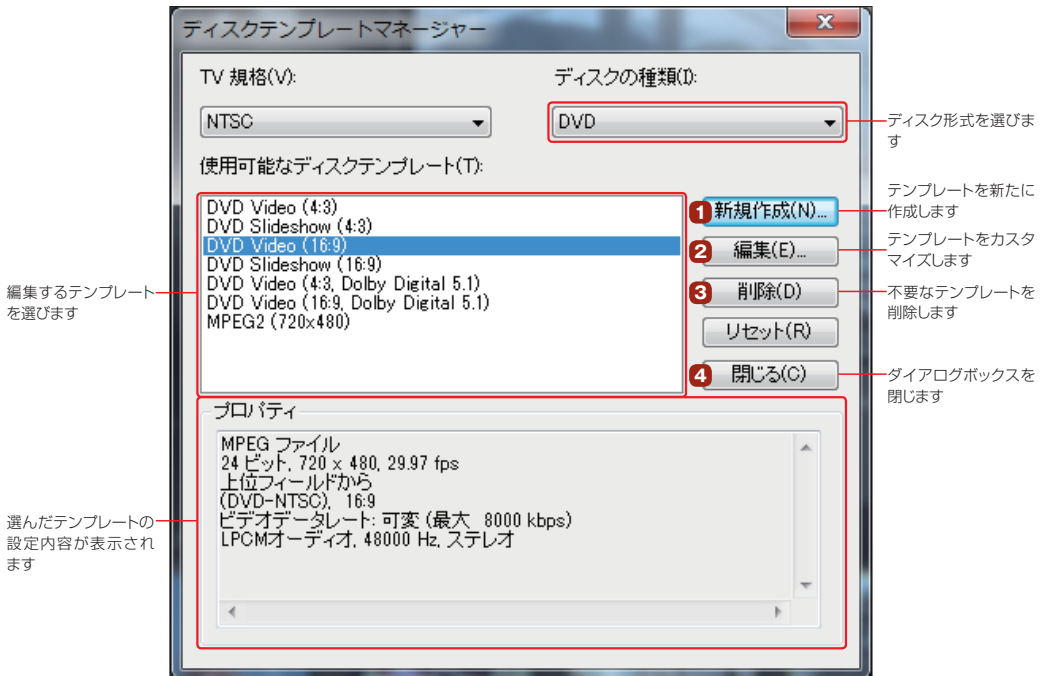 ディスクテンプレートマネージャー
TV 規格(V):
ディスクの種類(I):
NTSC
DVD
ディスク形式を選びま
す
使用可能なディスクテンプレート(T):
DVD Video (4:3)
DVD Slideshow (4:3)
DVD Video (16:9)
DVD Slideshow (16:9)
DVD Video (4:3, Dolby Digital 5.1)
DVD Video (16:9, Dolby Digital 5.1)
MPEG2 (720x480)
編集するテンプレート
を選びます
1 新規作成(N)...
テンプレートを新たに
作成します
2 編集(E)...
テンプレートをカスタ
マイズします
3 削除(D)
不要なテンプレートを
削除します
リセット(R)
4 閉じる(C)
ダイアログボックスを
閉じます
プロパティ
MPEG ファイル
24 ビット, 720 x 480, 29.97 fps
上位フィールドから
(DVD-NTSC), 16:9
ビデオデータレート: 可変 (最大 8000 kbps)
LPCMオーディオ, 48000 Hz, ステレオ
選んだテンプレートの
設定内容が表示され
ます